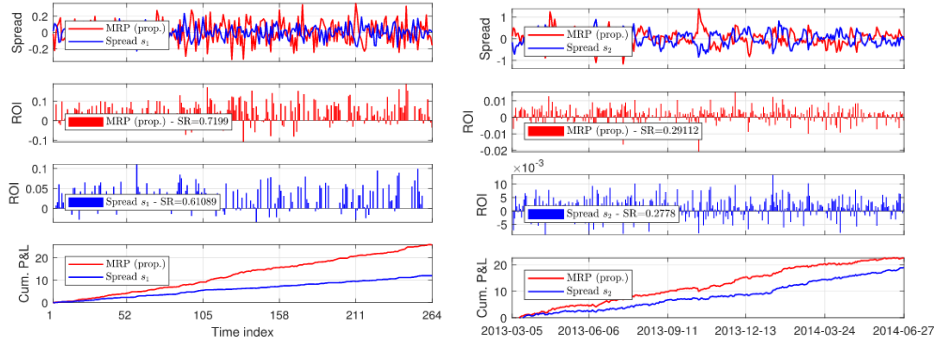 Spread
0.2
0
-0.2
MRP (prop.)
Spread s₁
ROI
0.1
0
-0.1
MRP (prop.) - SR=0.7199
ROI
0.1
0.05
0
Spread s₁ - SR=0.61089
Cum. P&L
20
10
0
MRP (prop.)
Spread s₁
1 52 105 158 211 264
Time index
Spread
1
0
-1
MRP (prop.)
Spread s₂
ROI
0.01
0
-0.01
-0.02
MRP (prop.) - SR=0.29112
×10⁻³
ROI
10
5
0
-5
Spread s₂ - SR=0.2778
Cum. P&L
20
10
0
MRP (prop.)
Spread s₂
2013-03-05 2013-06-06 2013-09-11 2013-12-13 2014-03-24 2014-06-27